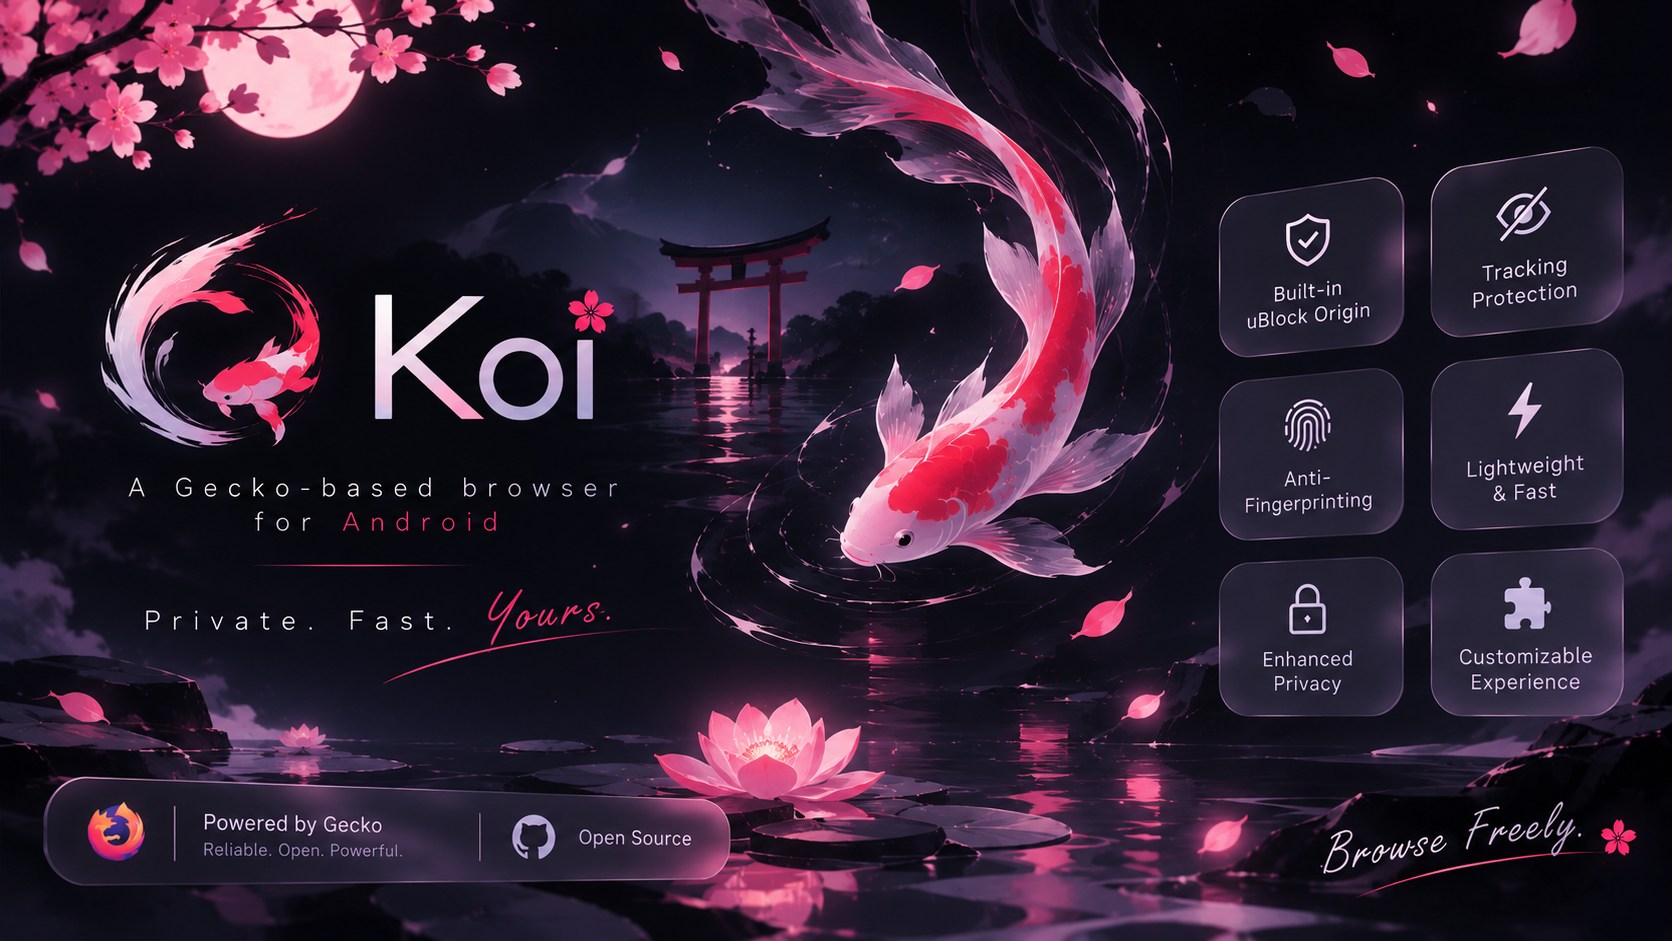 Koi
A Gecko-based browser
for Android
Private. Fast. Yours.
Built-in
uBlock Origin
Tracking
Protection
Anti-
Fingerprinting
Lightweight
& Fast
Enhanced
Privacy
Customizable
Experience
Powered by Gecko
Reliable. Open. Powerful.
Open Source
Browse Freely.